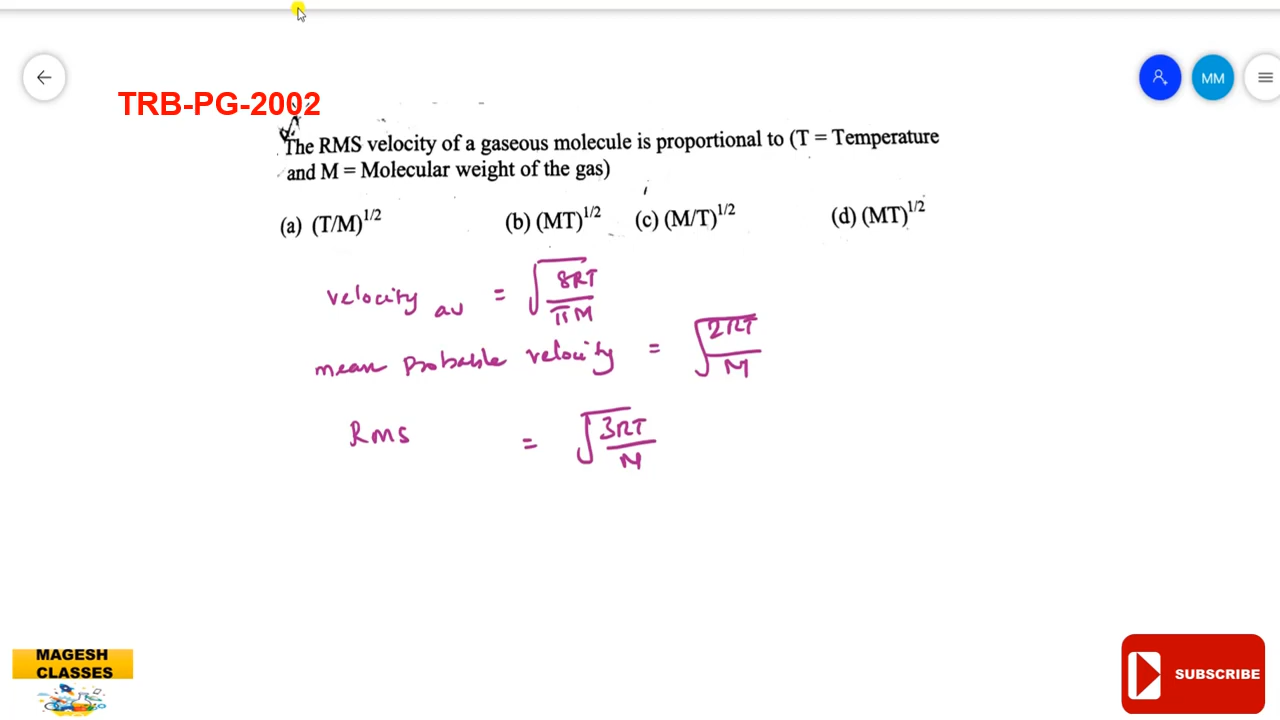 MM
TRB-PG-2002
The RMS velocity of a gaseous molecule is proportional to (T = Temperature
and M = Molecular weight of the gas)
(a) (T/M)^1/2 (b) (MT)^1/2 (c) (M/T)^1/2 (d) (MT)^1/2
velocity av = √8RT/πM
mean probable velocity = √2RT/M
Rms = √3RT/M
MAGESH
CLASSES
SUBSCRIBE